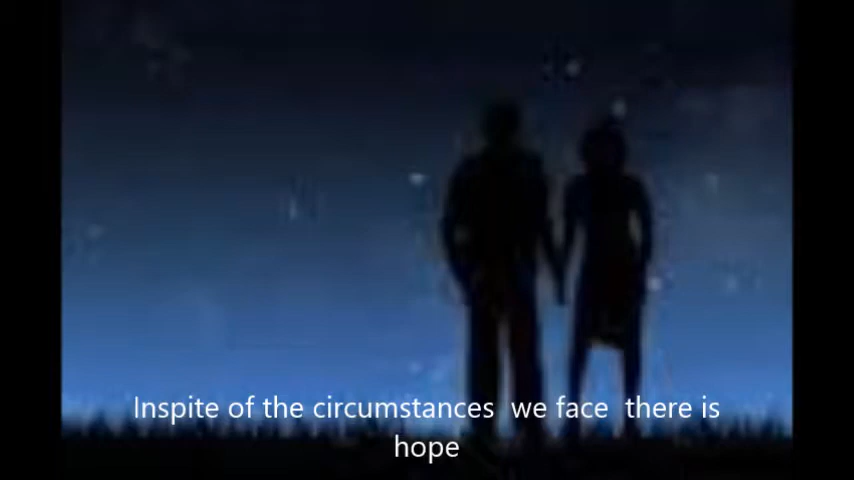 Inspite of the circumstances  we face  there is
hope